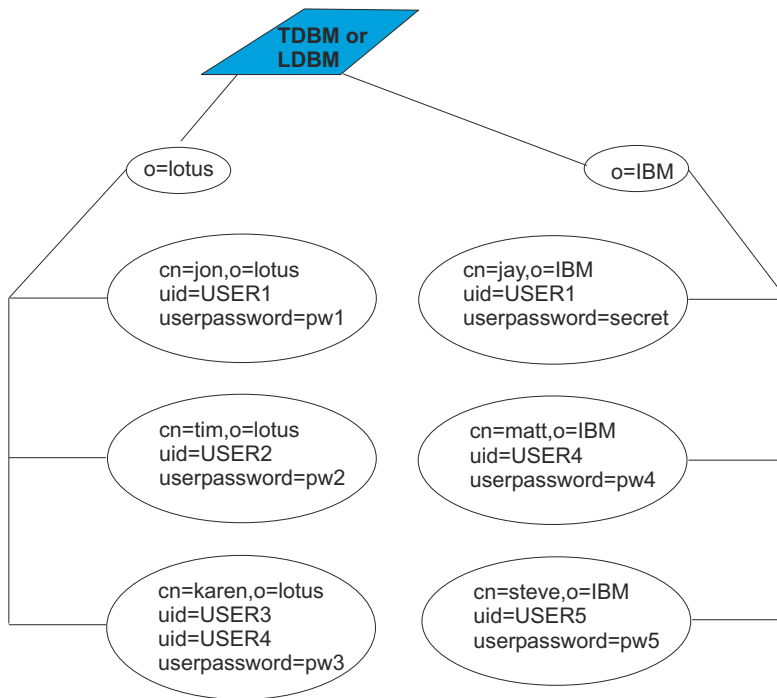 TDBM or
LDBM
o=lotus
o=IBM
cn=jon,o=lotus
uid=USER1
userpassword=pw1
cn=jay,o=IBM
uid=USER1
userpassword=secret
cn=tim,o=lotus
uid=USER2
userpassword=pw2
cn=matt,o=IBM
uid=USER4
userpassword=pw4
cn=karen,o=lotus
uid=USER3
uid=USER4
userpassword=pw3
cn=steve,o=IBM
uid=USER5
userpassword=pw5